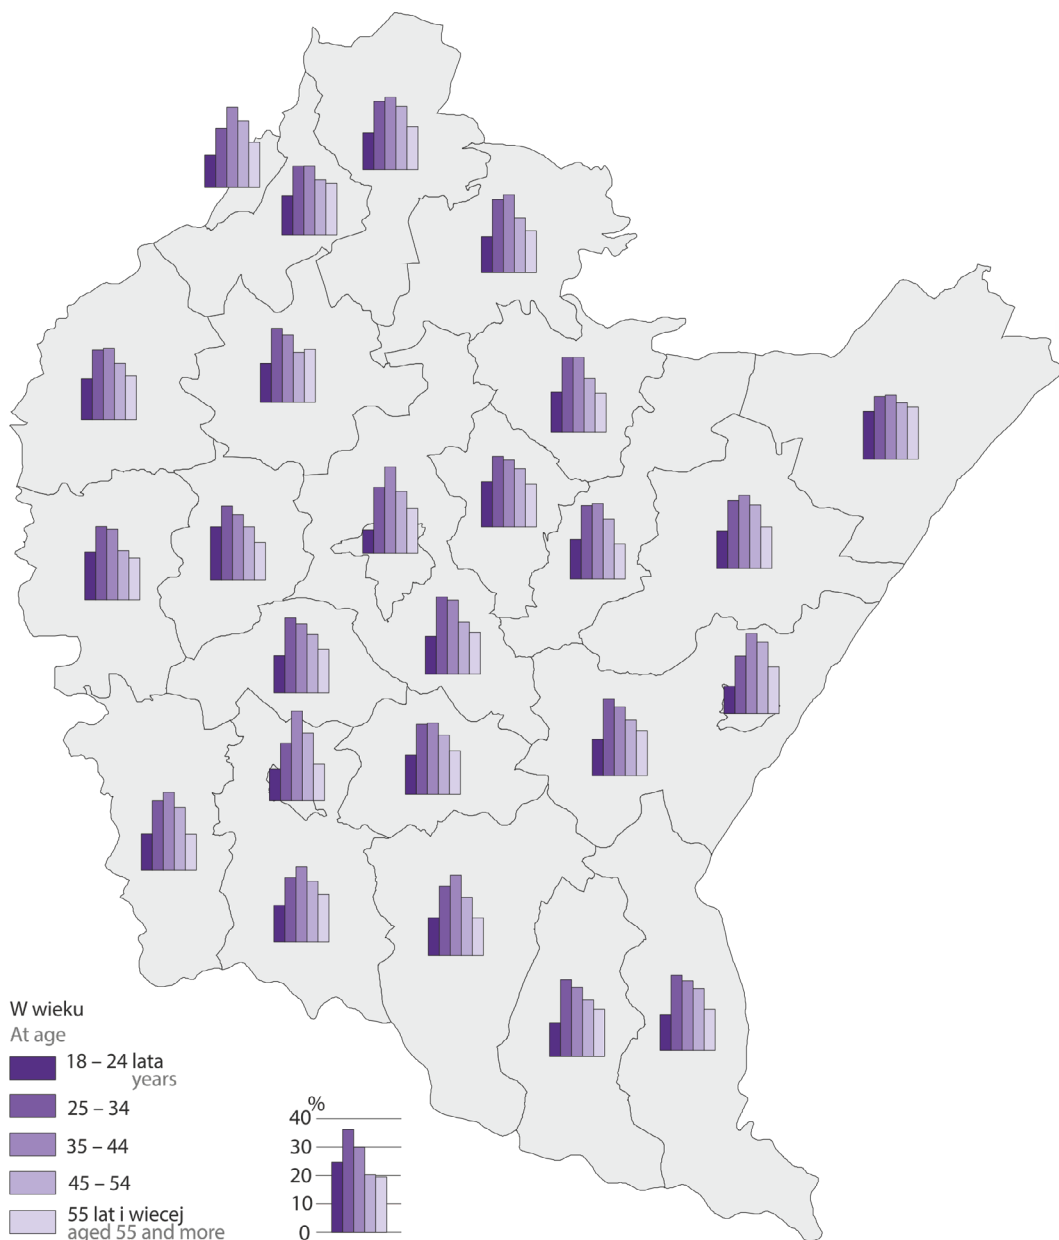 W wieku
At age
18 – 24 lata
years
25 – 34
35 – 44
45 – 54
55 lat i wiecej
aged 55 and more
%
40
30
20
10
0